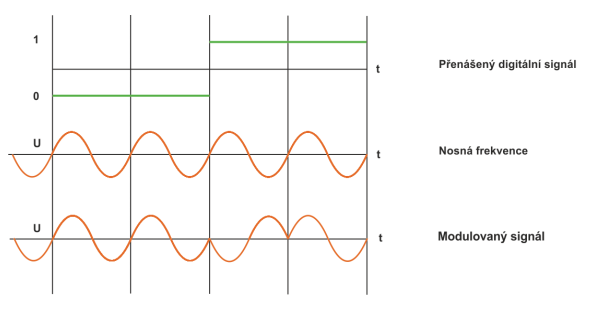 1
t
Přenášený digitální signál
0
U
t
Nosná frekvence
U
t
Modulovaný signál